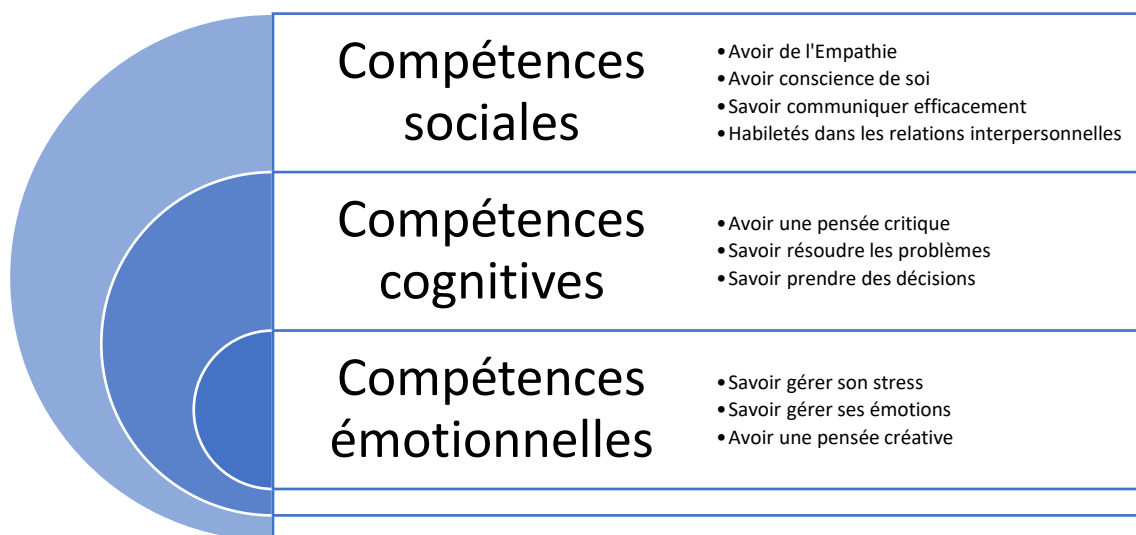 Compétences
sociales
•Avoir de l'Empathie
•Avoir conscience de soi
•Savoir communiquer efficacement
•Habiletés dans les relations interpersonnelles
Compétences
cognitives
•Avoir une pensée critique
•Savoir résoudre les problèmes
•Savoir prendre des décisions
Compétences
émotionnelles
•Savoir gérer son stress
•Savoir gérer ses émotions
•Avoir une pensée créative